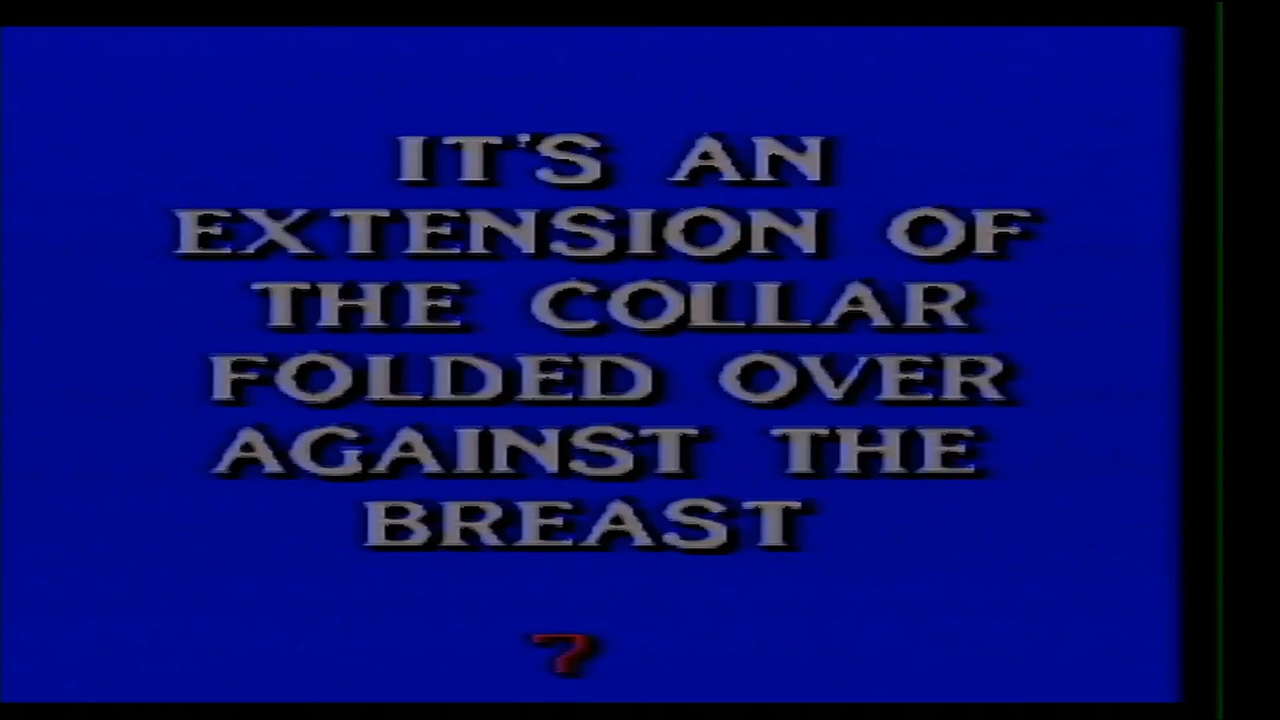 IT'S AN
EXTENSION OF
THE COLLAR
FOLDED OVER
AGAINST THE
BREAST
7